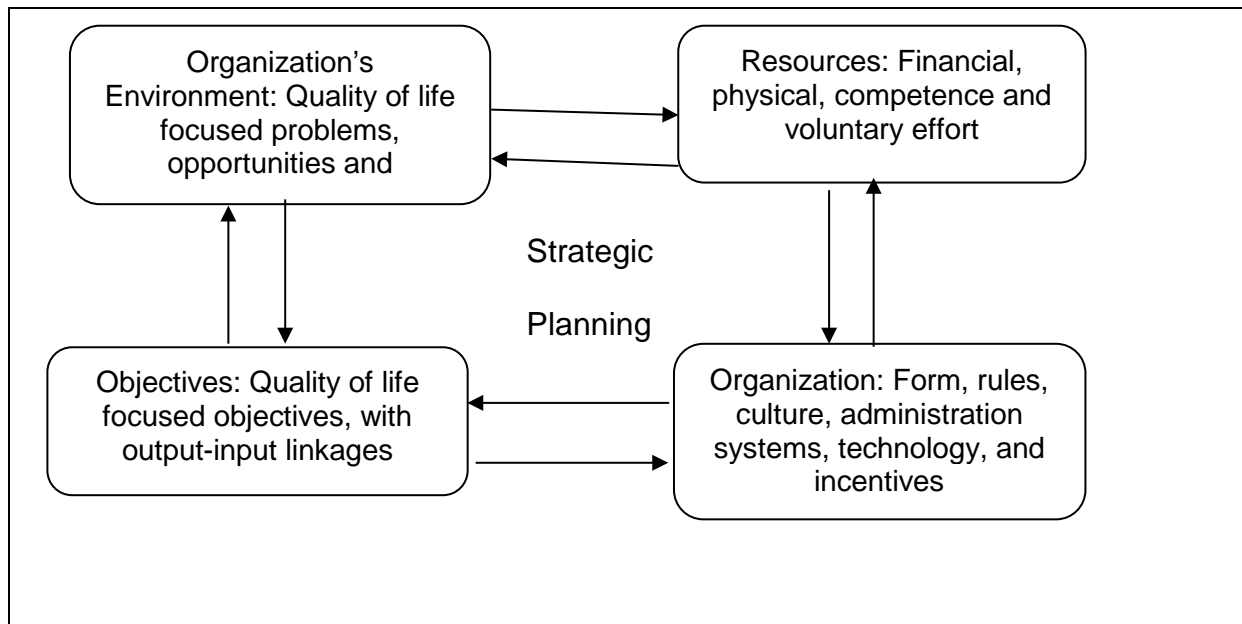 Organization’s
Environment: Quality of life
focused problems,
opportunities and
Resources: Financial,
physical, competence and
voluntary effort
Strategic
Planning
Objectives: Quality of life
focused objectives, with
output-input linkages
Organization: Form, rules,
culture, administration
systems, technology, and
incentives